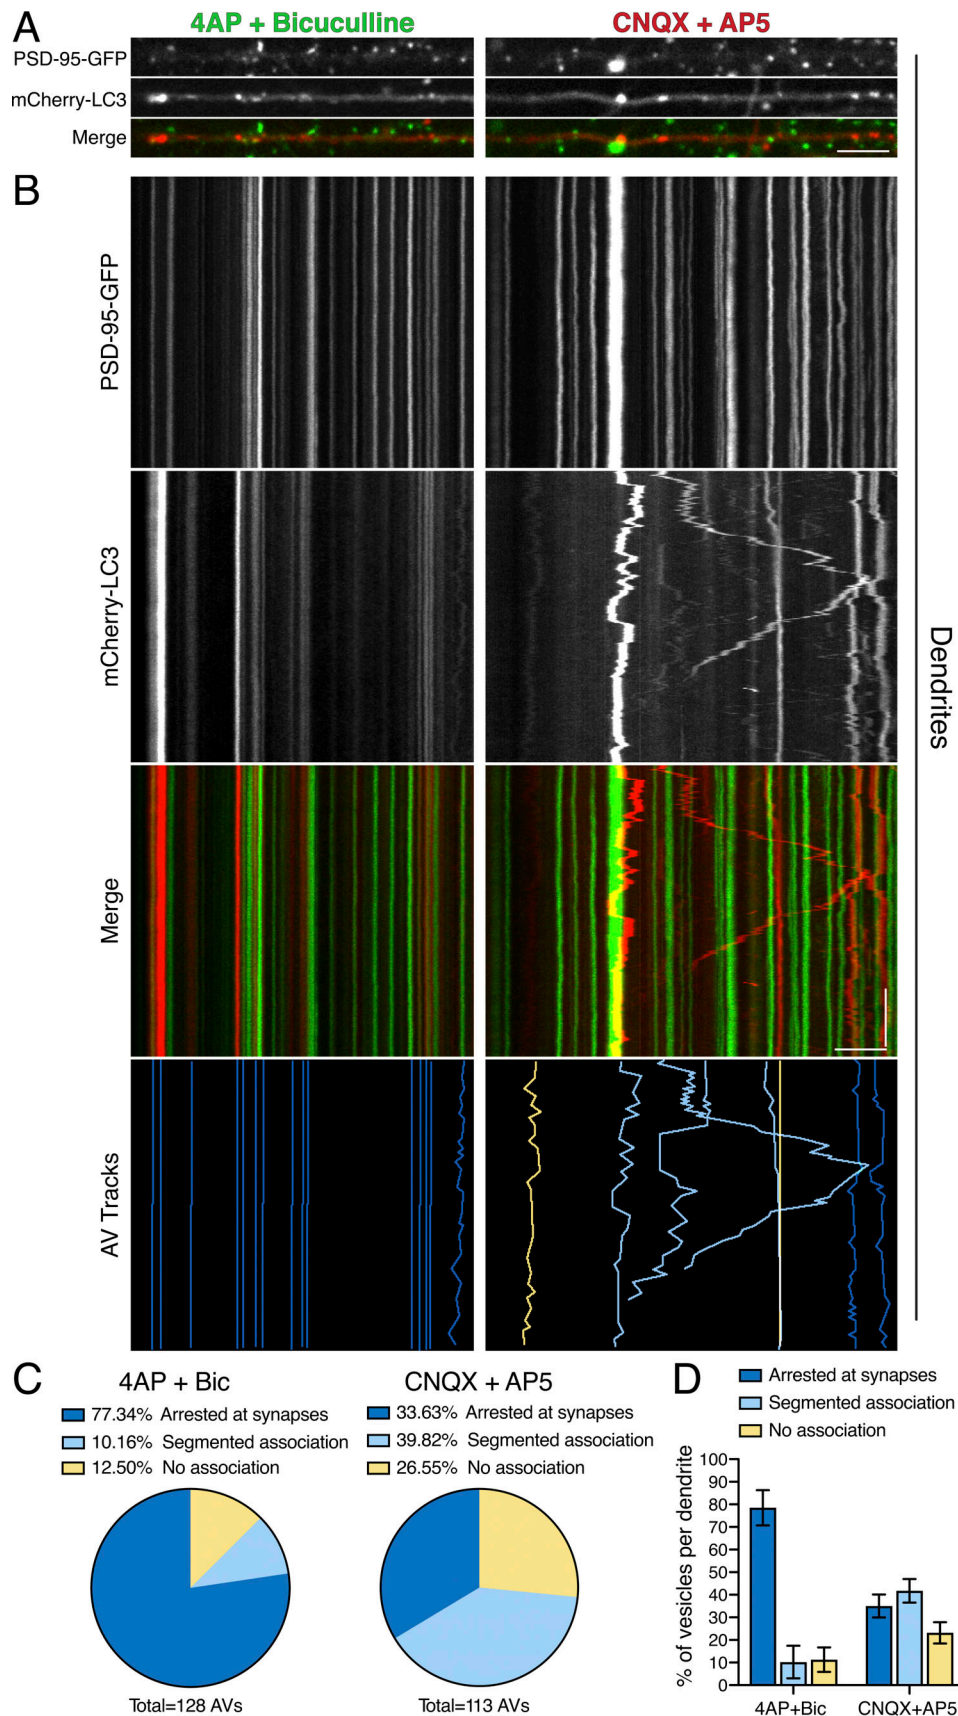 A
4AP + Bicuculline
CNQX + AP5
PSD-95-GFP
mCherry-LC3
Merge
B
PSD-95-GFP
mCherry-LC3
Merge
AV Tracks
Dendrites
C
4AP + Bic
77.34% Arrested at synapses
10.16% Segmented association
12.50% No association
Total=128 AVs
CNQX + AP5
33.63% Arrested at synapses
39.82% Segmented association
26.55% No association
Total=113 AVs
D
Arrested at synapses
Segmented association
No association
% of vesicles per dendrite
100
90
80
70
60
50
40
30
20
10
0
4AP+Bic
CNQX+AP5